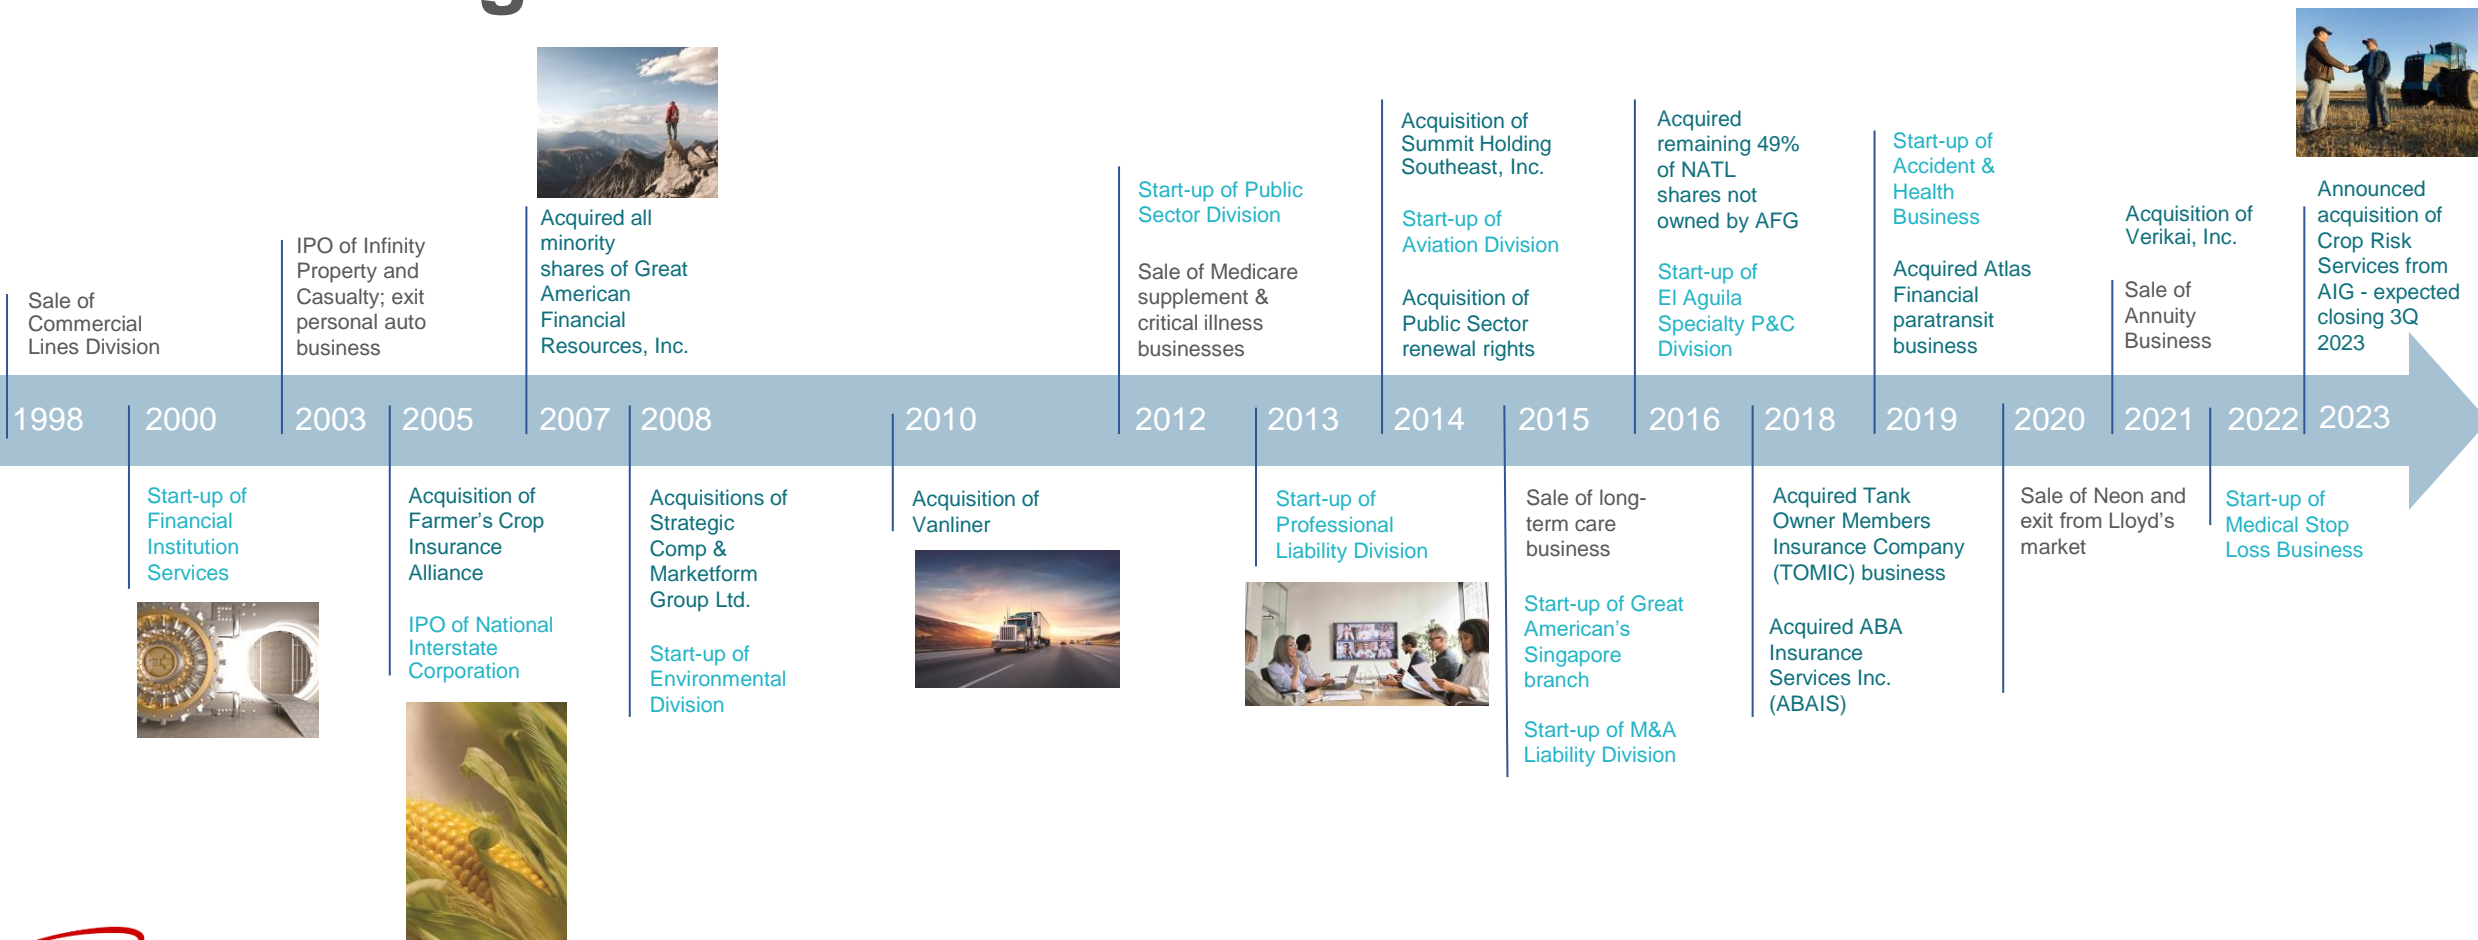 Sale of
Commercial
Lines Division
IPO of Infinity
Property and
Casualty; exit
personal auto
business
Acquired all
minority
shares of Great
American
Financial
Resources, Inc.
Start-up of Public
Sector Division
Sale of Medicare
supplement &
critical illness
businesses
Acquisition of
Summit Holding
Southeast, Inc.
Start-up of
Aviation Division
Acquisition of
Public Sector
renewal rights
Acquired
remaining 49%
of NATL
shares not
owned by AFG
Start-up of
El Aguila
Specialty P&C
Division
Start-up of
Accident &
Health
Business
Acquired Atlas
Financial
paratransit
business
Acquisition of
Verikai, Inc.
Sale of
Annuity
Business
Announced
acquisition of
Crop Risk
Services from
AIG - expected
closing 3Q
2023
1998 2000 2003 2005 2007 2008 2010 2012 2013 2014 2015 2016 2018 2019 2020 2021 2022 2023
Start-up of
Financial
Institution
Services
Acquisition of
Farmer's Crop
Insurance
Alliance
IPO of National
Interstate
Corporation
Acquisitions of
Strategic
Comp &
Marketform
Group Ltd.
Start-up of
Environmental
Division
Acquisition of
Vanliner
Start-up of
Professional
Liability Division
Sale of long-
term care
business
Start-up of Great
American's
Singapore
branch
Start-up of M&A
Liability Division
Acquired Tank
Owner Members
Insurance Company
(TOMIC) business
Acquired ABA
Insurance
Services Inc.
(ABAIS)
Sale of Neon and
exit from Lloyd's
market
Start-up of
Medical Stop
Loss Business